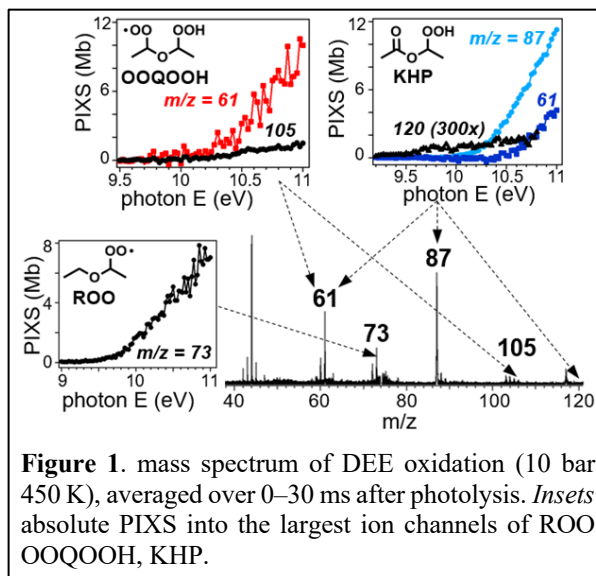 •OO OOH
O
OOQOOH
m/z = 61
105
PIXS (Mb)
12
6
0
9.5 10.0 10.5 11
photon E (eV)
O OOH
O
KHP
m/z = 87
61
120 (300x)
PIXS (Mb)
12
6
0
9.5 10.0 10.5 11
photon E (eV)
OO•
O
ROO
m/z = 73
PIXS (Mb)
8
4
0
9 10 11
photon E (eV)
61
73
87
105
40 60 80 100 120
m/z
Figure 1. mass spectrum of DEE oxidation (10 bar
450 K), averaged over 0–30 ms after photolysis. Insets
absolute PIXS into the largest ion channels of ROO
OOQOOH, KHP.